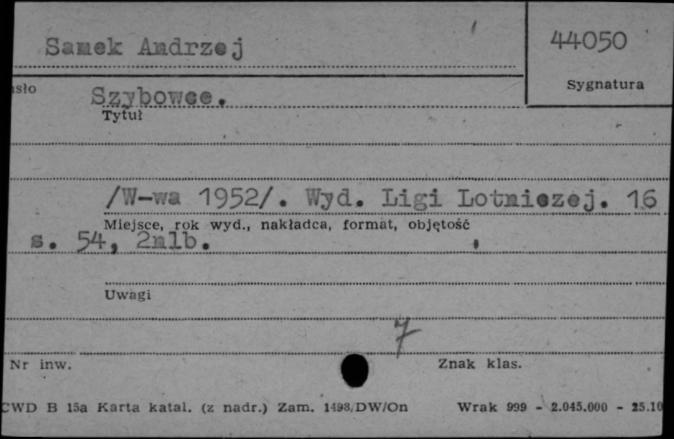 Samek Andrzej
44050
Sygnatura
sło
Szybowce.
Tytuł
/W-wa 1952/. Wyd. Ligi Lotniczej. 16
Miejsce, rok wyd., nakładca, format, objętość
s. 54, 2nlb.
Uwagi
7
Nr inw.
Znak klas.
CWD B 15a Karta katal. (z nadr.) Zam. 1498/DW/On Wrak 999 - 2.045.000 - 25.10